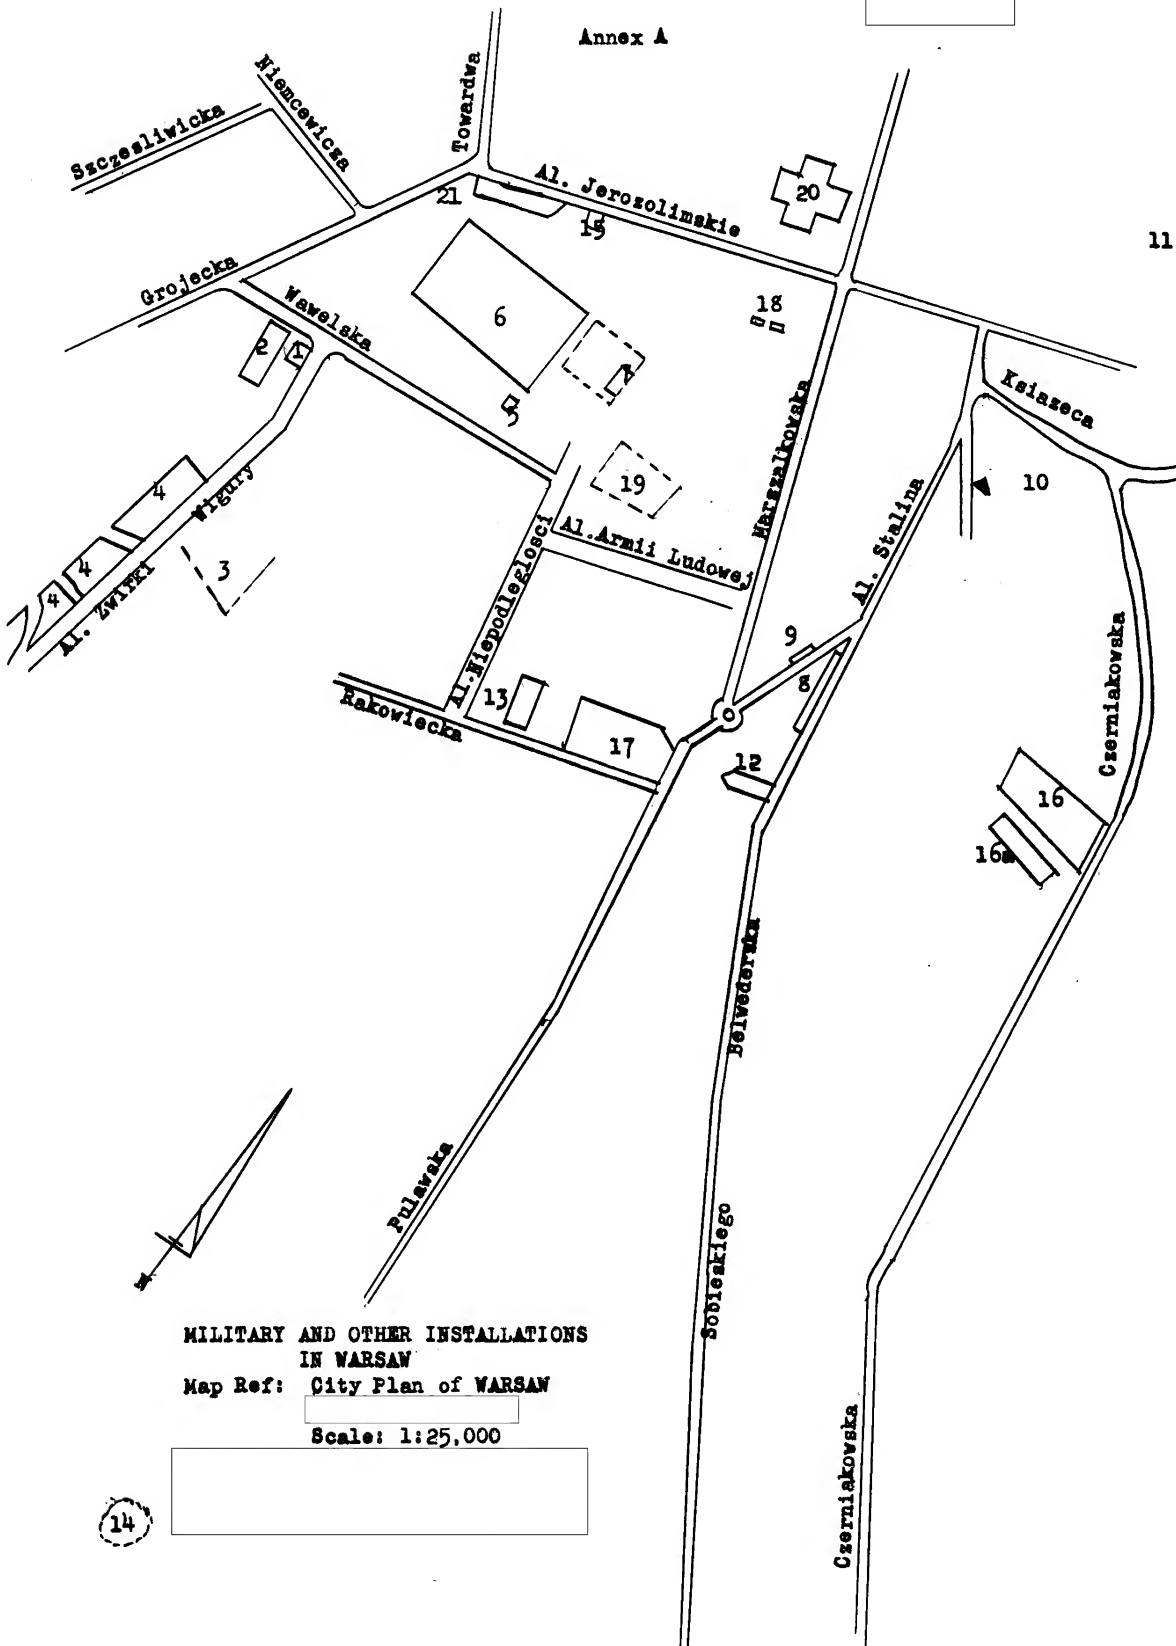 Annex A
Niemcewicza
Towardwa
Szczesliwicka
Al. Jerozolimskie
20
21
15
11
Grojecka
Wawelska
6
18
2
1
5
Ksiazeca
Marszalkowska
4
Wigury
19
10
Al. Stalina
Al.Armii Ludowej
4
3
4
Al. Zwirki
Al.Niepodleglosci
9
8
Czerniakowska
13
Rakowiecka
17
12
16
16a
Belwederska
Pulawska
Sobieskiego
N
MILITARY AND OTHER INSTALLATIONS
IN WARSAW
Map Ref: City Plan of WARSAW
Scale: 1:25,000
Czerniakowska
14